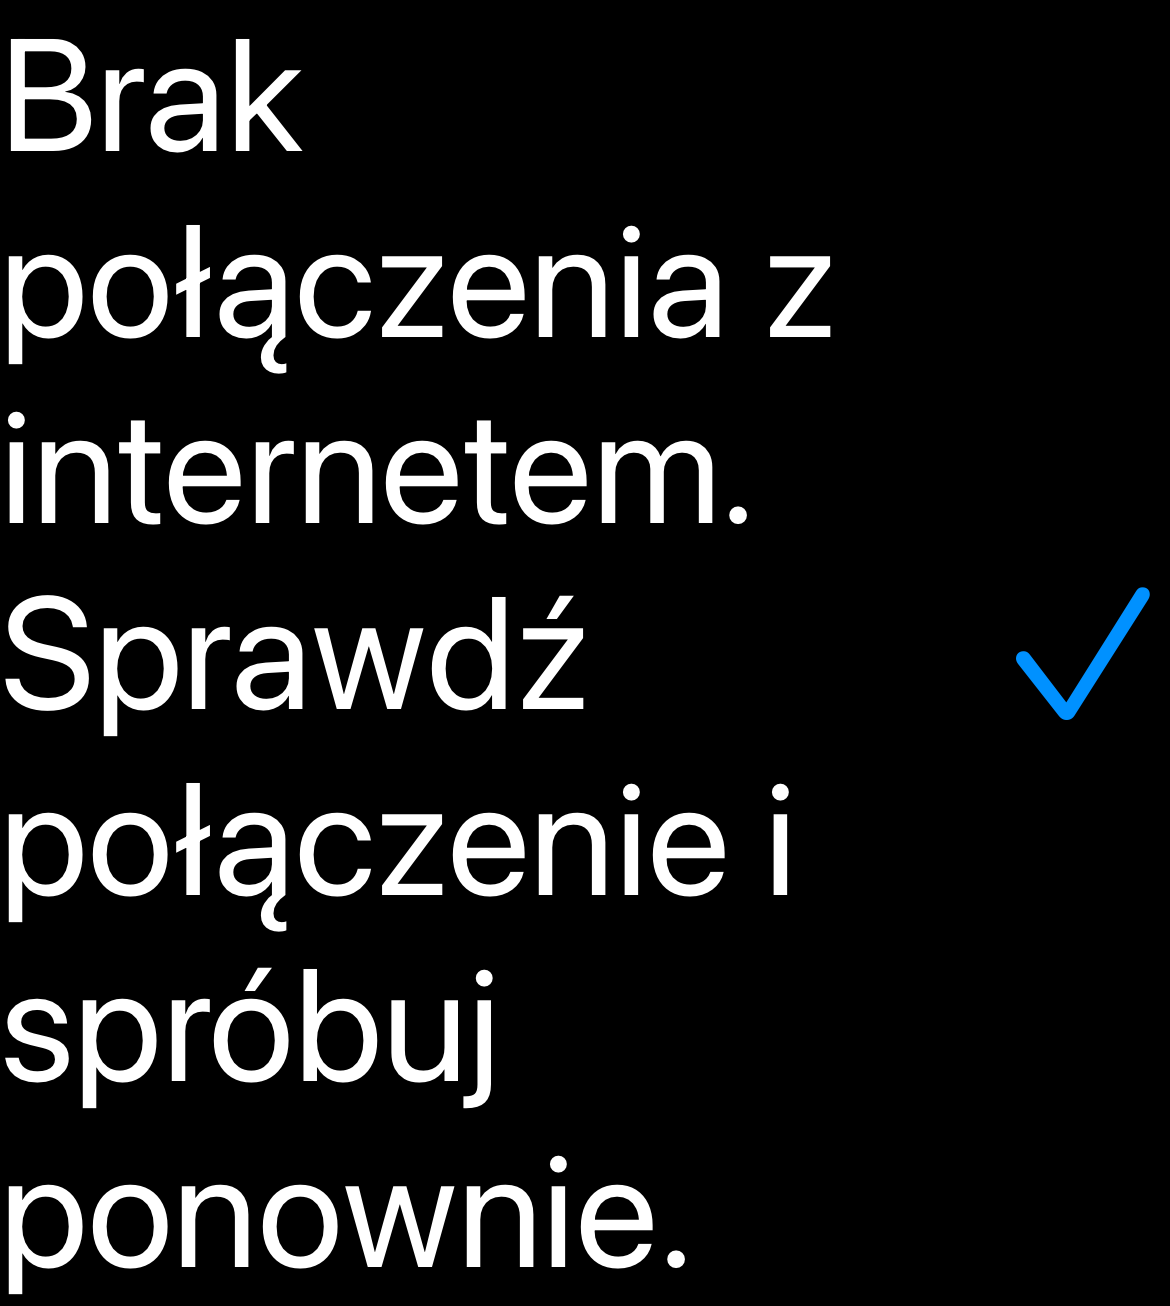 Brak
połączenia z
internetem.
Sprawdź
połączenie i
spróbuj
ponownie.